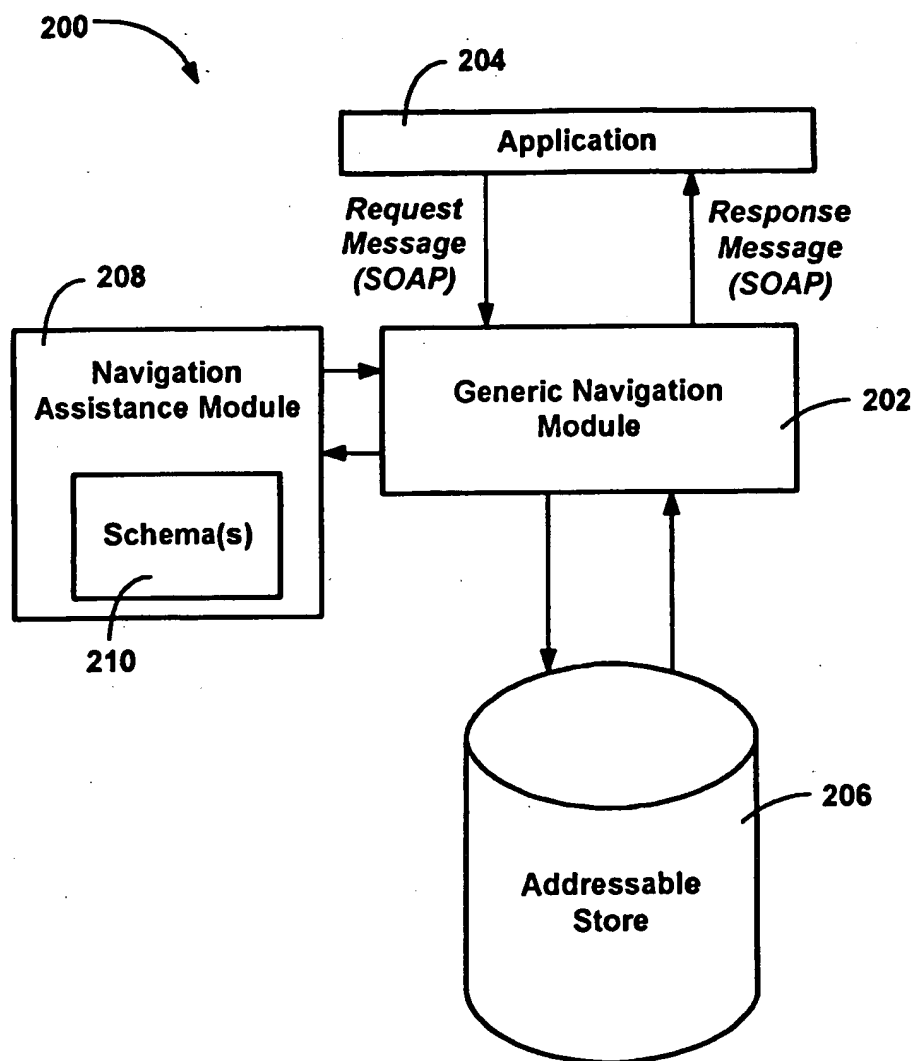 200
204
Application
Request
Message
(SOAP)
Response
Message
(SOAP)
208
Navigation
Assistance Module
Generic Navigation
Module
202
Schema(s)
210
206
Addressable
Store